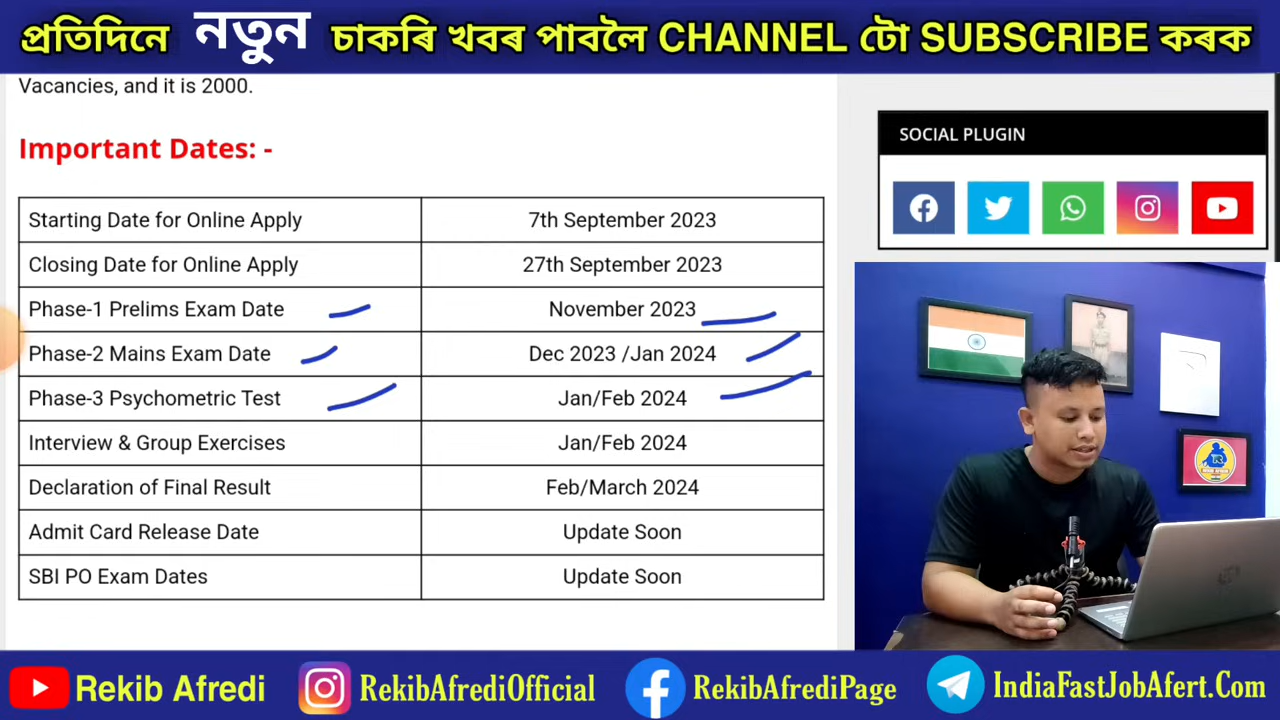 প্ৰতিদিনে নতুন চাকৰি খবৰ পাবলৈ CHANNEL টো SUBSCRIBE কৰক
Vacancies, and it is 2000.
Important Dates: -
Starting Date for Online Apply 7th September 2023
Closing Date for Online Apply 27th September 2023
Phase-1 Prelims Exam Date November 2023
Phase-2 Mains Exam Date Dec 2023 /Jan 2024
Phase-3 Psychometric Test Jan/Feb 2024
Interview & Group Exercises Jan/Feb 2024
Declaration of Final Result Feb/March 2024
Admit Card Release Date Update Soon
SBI PO Exam Dates Update Soon
SOCIAL PLUGIN
Rekib Afredi RekibAfrediOfficial RekibAfrediPage IndiaFastJobAfert.Com